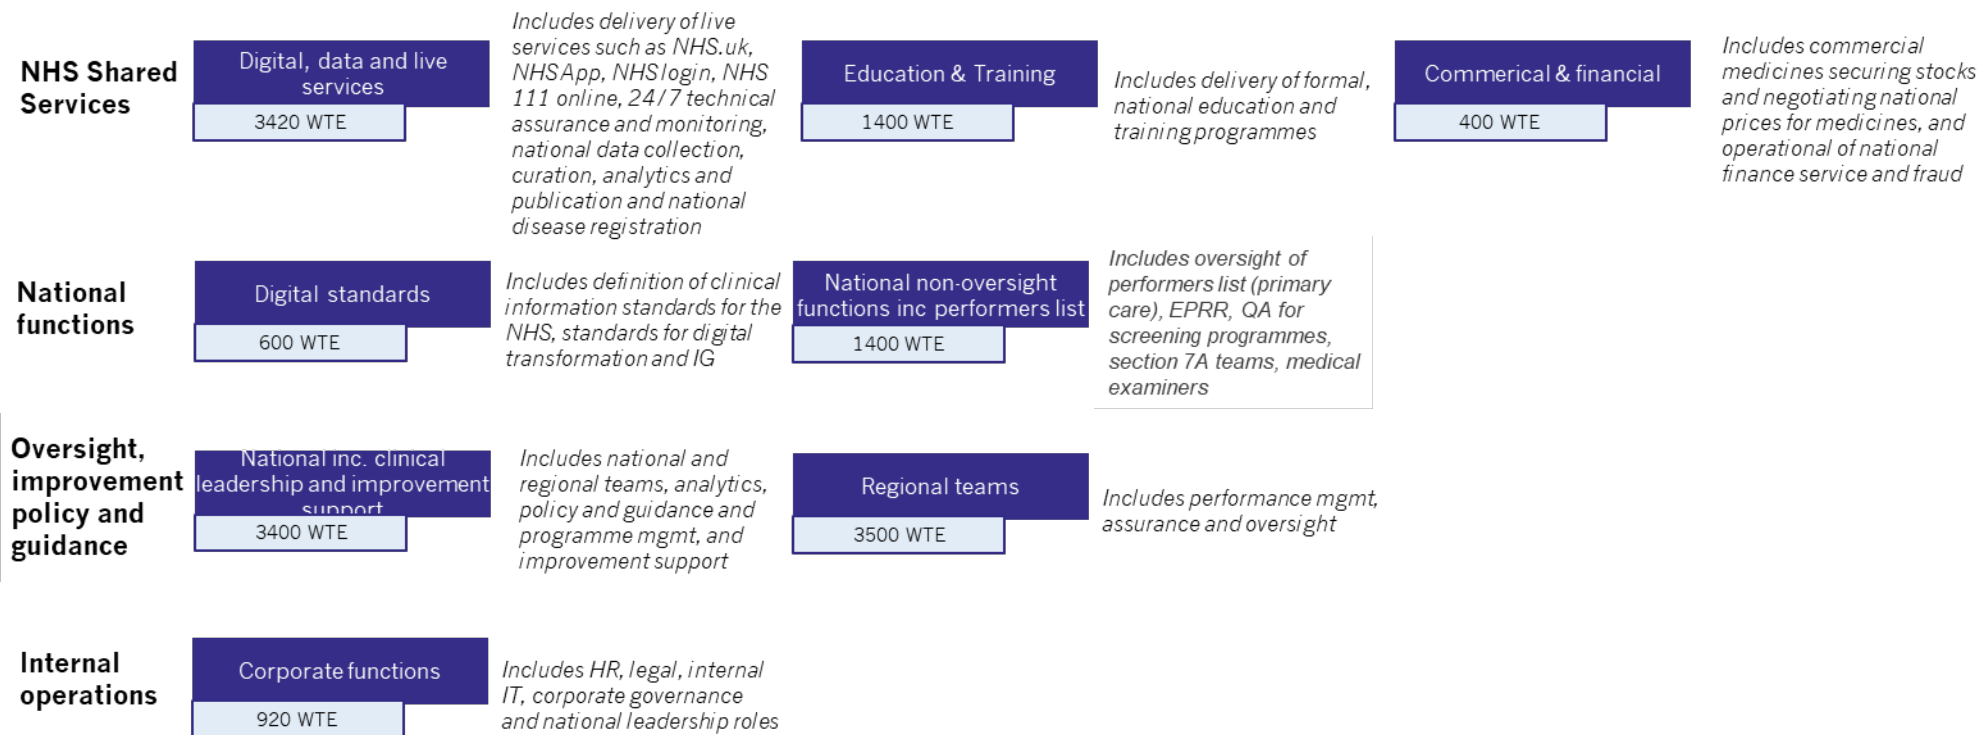 NHS Shared
Services
Digital, data and live
services
3420 WTE
Includes delivery of live
services such as NHS.uk,
NHS App, NHS login, NHS
111 online, 24/7 technical
assurance and monitoring,
national data collection,
curation, analytics and
publication and national
disease registration
Education & Training
1400 WTE
Includes delivery of formal,
national education and
training programmes
Commerical & financial
400 WTE
Includes commercial
medicines securing stocks
and negotiating national
prices for medicines, and
operational of national
finance service and fraud
National
functions
Digital standards
600 WTE
Includes definition of clinical
information standards for the
NHS, standards for digital
transformation and IG
National non-oversight
functions inc performers list
1400 WTE
Includes oversight of
performers list (primary
care), EPRR, QA for
screening programmes,
section 7A teams, medical
examiners
Oversight,
improvement
policy and
guidance
National inc. clinical
leadership and improvement
support
3400 WTE
Includes national and
regional teams, analytics,
policy and guidance and
programme mgmt, and
improvement support
Regional teams
3500 WTE
Includes performance mgmt,
assurance and oversight
Internal
operations
Corporate functions
920 WTE
Includes HR, legal, internal
IT, corporate governance
and national leadership roles